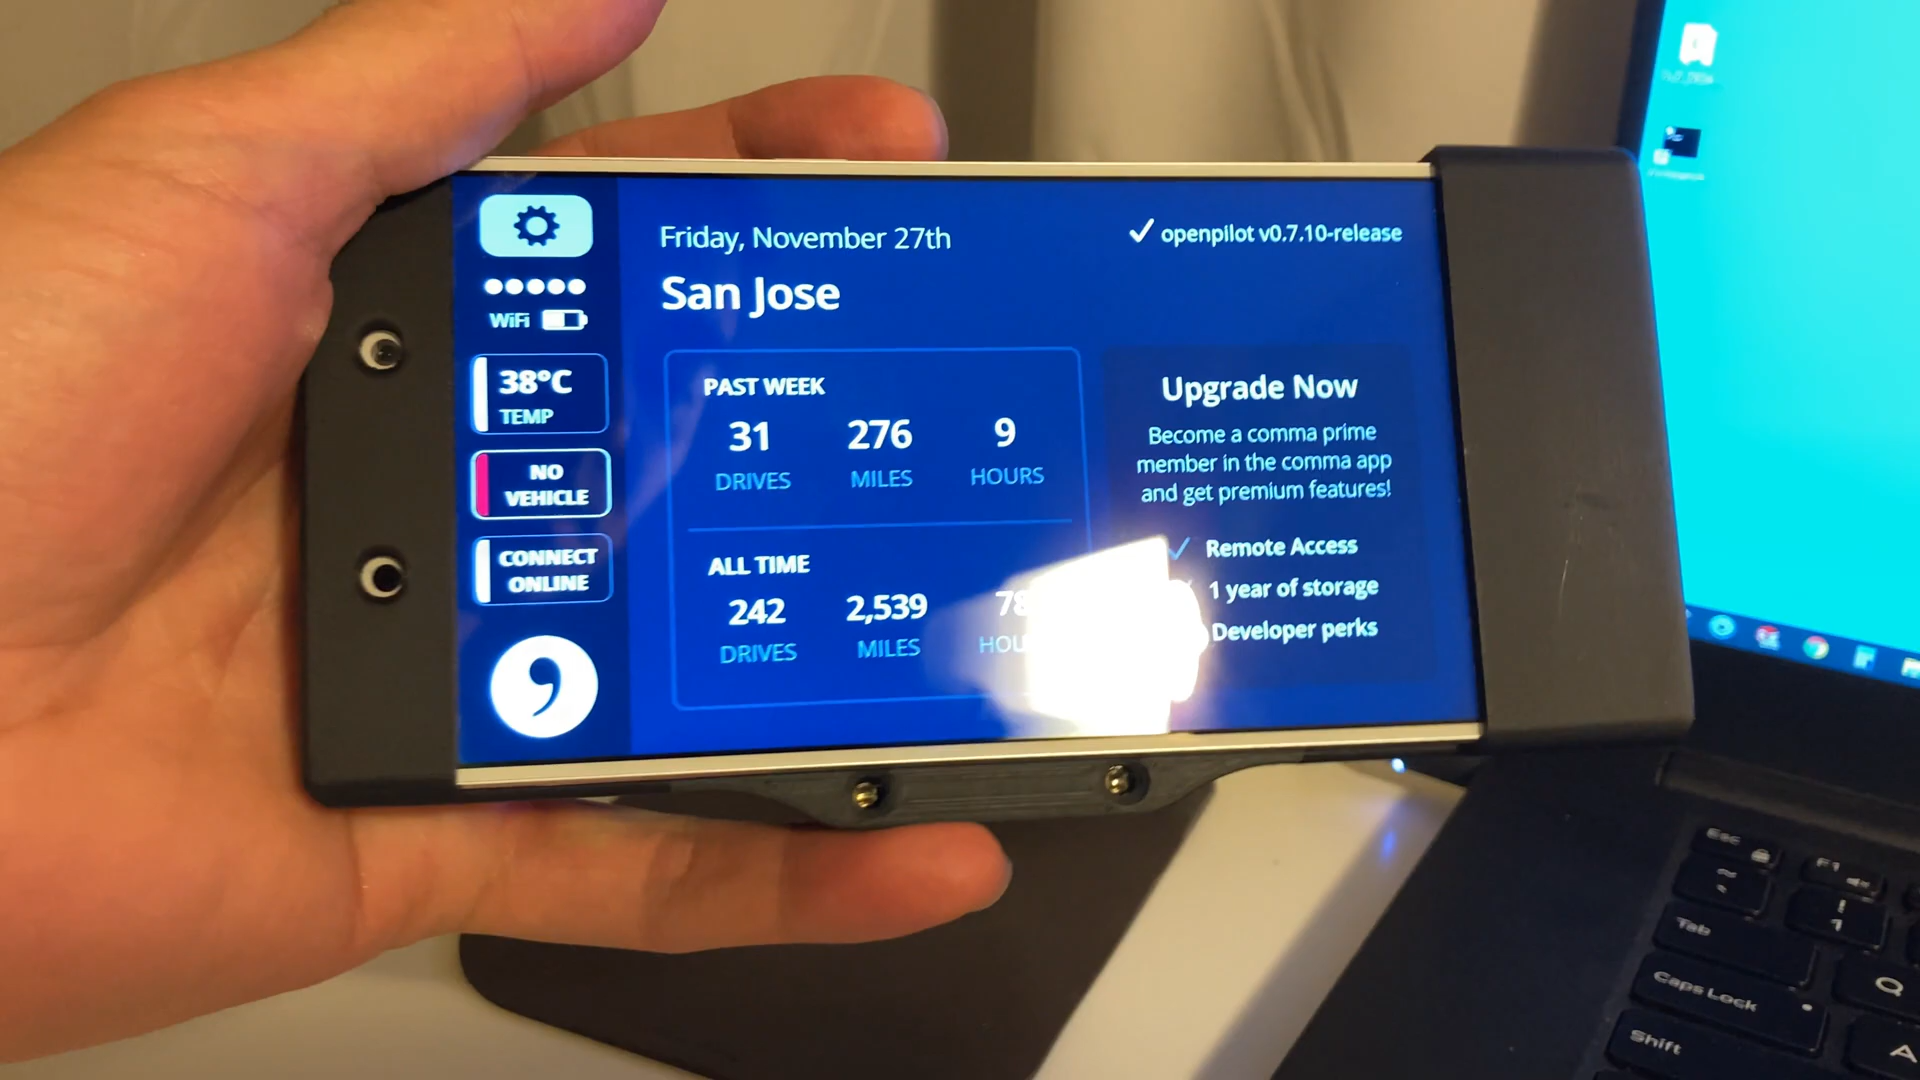 Friday, November 27th
openpilot v0.7.10-release
San Jose
WiFi
38°C
TEMP
NO
VEHICLE
CONNECT
ONLINE
PAST WEEK
31 276 9
DRIVES MILES HOURS
ALL TIME
242 2,539 78
DRIVES MILES
Upgrade Now
Become a comma prime
member in the comma app
and get premium features!
Remote Access
1 year of storage
Developer perks
Esc F1
~ !
` 1
Tab
Q
Caps Lock
A
Shift